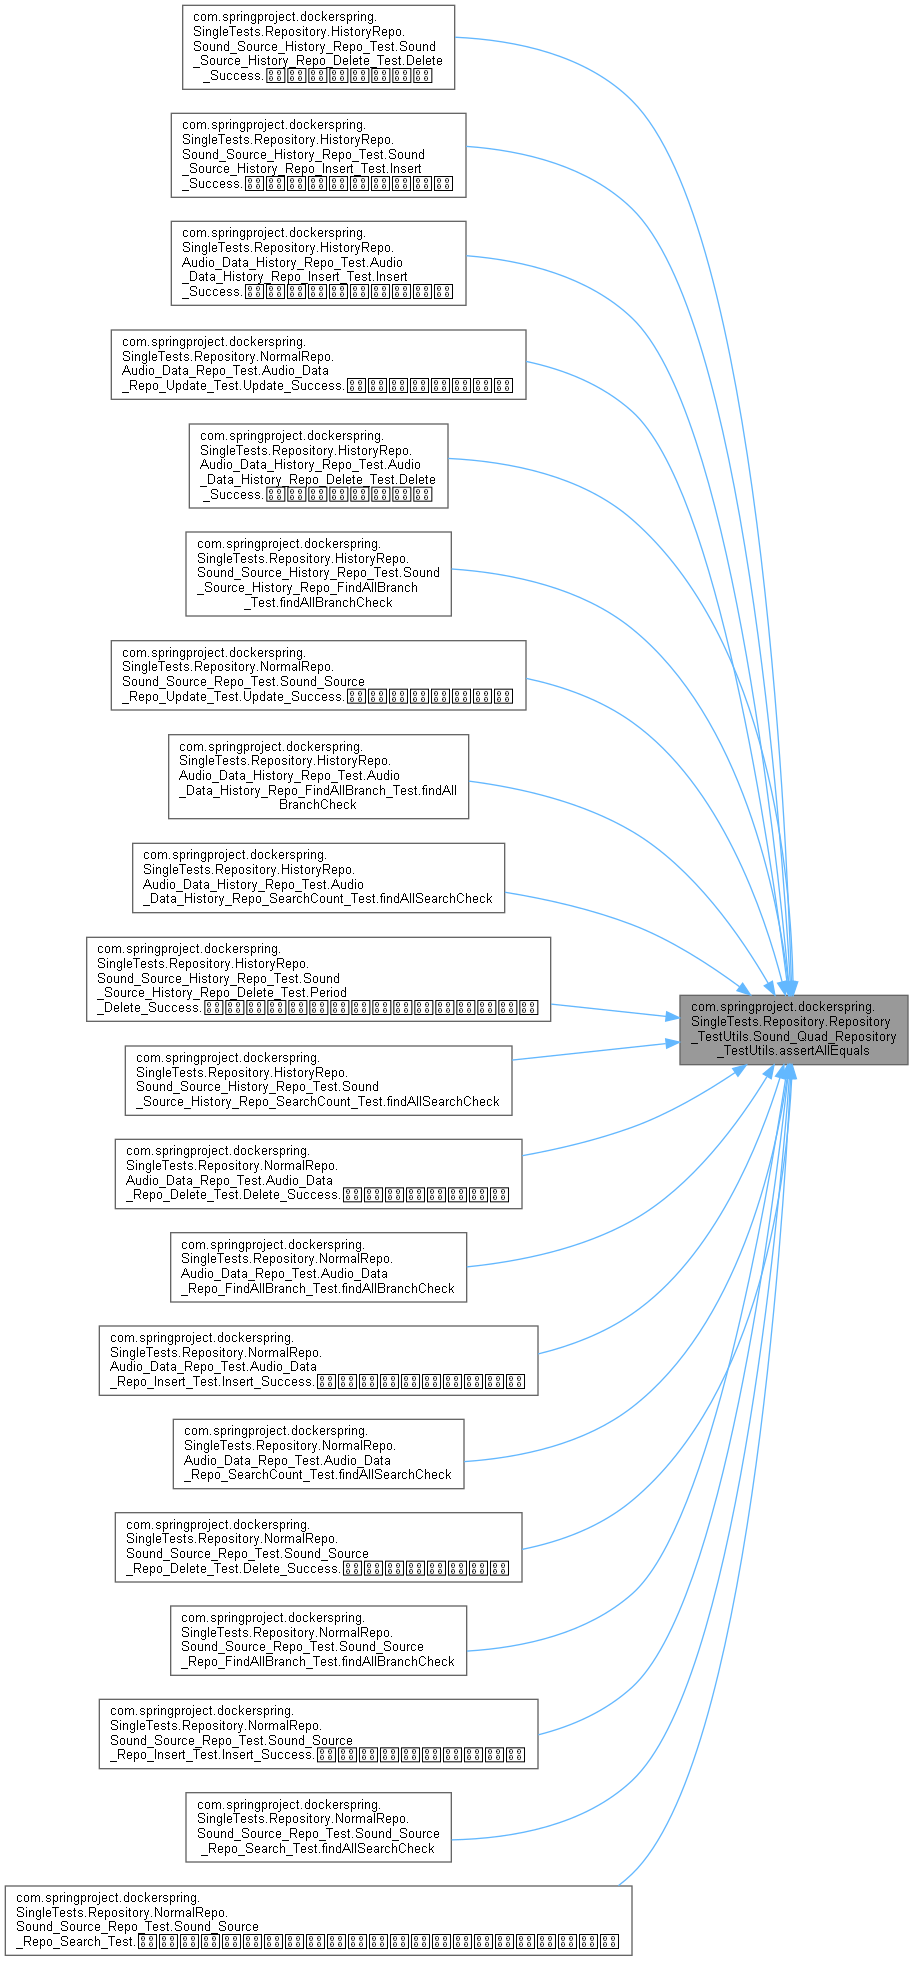 com.springproject.dockerspring.
SingleTests.Repository.HistoryRepo.
Sound_Source_History_Repo_Test.Sound
_Source_History_Repo_Delete_Test.Delete
_Success.
com.springproject.dockerspring.
SingleTests.Repository.HistoryRepo.
Sound_Source_History_Repo_Test.Sound
_Source_History_Repo_Insert_Test.Insert
_Success.
com.springproject.dockerspring.
SingleTests.Repository.HistoryRepo.
Audio_Data_History_Repo_Test.Audio
_Data_History_Repo_Insert_Test.Insert
_Success.
com.springproject.dockerspring.
SingleTests.Repository.NormalRepo.
Audio_Data_Repo_Test.Audio_Data
_Repo_Update_Test.Update_Success.
com.springproject.dockerspring.
SingleTests.Repository.HistoryRepo.
Audio_Data_History_Repo_Test.Audio
_Data_History_Repo_Delete_Test.Delete
_Success.
com.springproject.dockerspring.
SingleTests.Repository.HistoryRepo.
Sound_Source_History_Repo_Test.Sound
_Source_History_Repo_FindAllBranch
_Test.findAllBranchCheck
com.springproject.dockerspring.
SingleTests.Repository.NormalRepo.
Sound_Source_Repo_Test.Sound_Source
_Repo_Update_Test.Update_Success.
com.springproject.dockerspring.
SingleTests.Repository.HistoryRepo.
Audio_Data_History_Repo_Test.Audio
_Data_History_Repo_FindAllBranch_Test.findAll
BranchCheck
com.springproject.dockerspring.
SingleTests.Repository.HistoryRepo.
Audio_Data_History_Repo_Test.Audio
_Data_History_Repo_SearchCount_Test.findAllSearchCheck
com.springproject.dockerspring.
SingleTests.Repository.HistoryRepo.
Sound_Source_History_Repo_Test.Sound
_Source_History_Repo_Delete_Test.Period
_Delete_Success.
com.springproject.dockerspring.
SingleTests.Repository.Repository
_TestUtils.Sound_Quad_Repository
_TestUtils.assertAllEquals
com.springproject.dockerspring.
SingleTests.Repository.HistoryRepo.
Sound_Source_History_Repo_Test.Sound
_Source_History_Repo_SearchCount_Test.findAllSearchCheck
com.springproject.dockerspring.
SingleTests.Repository.NormalRepo.
Audio_Data_Repo_Test.Audio_Data
_Repo_Delete_Test.Delete_Success.
com.springproject.dockerspring.
SingleTests.Repository.NormalRepo.
Audio_Data_Repo_Test.Audio_Data
_Repo_FindAllBranch_Test.findAllBranchCheck
com.springproject.dockerspring.
SingleTests.Repository.NormalRepo.
Audio_Data_Repo_Test.Audio_Data
_Repo_Insert_Test.Insert_Success.
com.springproject.dockerspring.
SingleTests.Repository.NormalRepo.
Audio_Data_Repo_Test.Audio_Data
_Repo_SearchCount_Test.findAllSearchCheck
com.springproject.dockerspring.
SingleTests.Repository.NormalRepo.
Sound_Source_Repo_Test.Sound_Source
_Repo_Delete_Test.Delete_Success.
com.springproject.dockerspring.
SingleTests.Repository.NormalRepo.
Sound_Source_Repo_Test.Sound_Source
_Repo_FindAllBranch_Test.findAllBranchCheck
com.springproject.dockerspring.
SingleTests.Repository.NormalRepo.
Sound_Source_Repo_Test.Sound_Source
_Repo_Insert_Test.Insert_Success.
com.springproject.dockerspring.
SingleTests.Repository.NormalRepo.
Sound_Source_Repo_Test.Sound_Source
_Repo_Search_Test.findAllSearchCheck
com.springproject.dockerspring.
SingleTests.Repository.NormalRepo.
Sound_Source_Repo_Test.Sound_Source
_Repo_Search_Test.